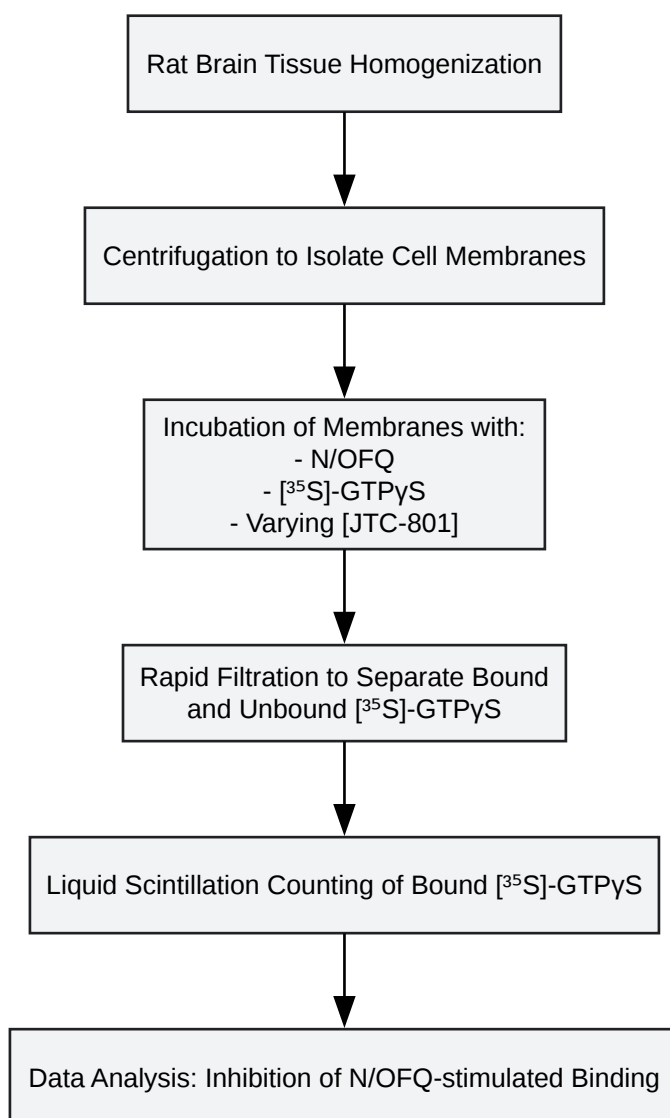 Rat Brain Tissue Homogenization
Centrifugation to Isolate Cell Membranes
Incubation of Membranes with:
- N/OFQ
- [³⁵S]-GTPγS
- Varying [JTC-801]
Rapid Filtration to Separate Bound
and Unbound [³⁵S]-GTPγS
Liquid Scintillation Counting of Bound [³⁵S]-GTPγS
Data Analysis: Inhibition of N/OFQ-stimulated Binding